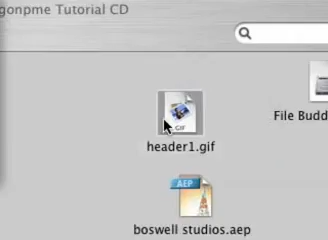 gonpme Tutorial CD
File Budd
GIF
header1.gif
AEP
boswell studios.aep